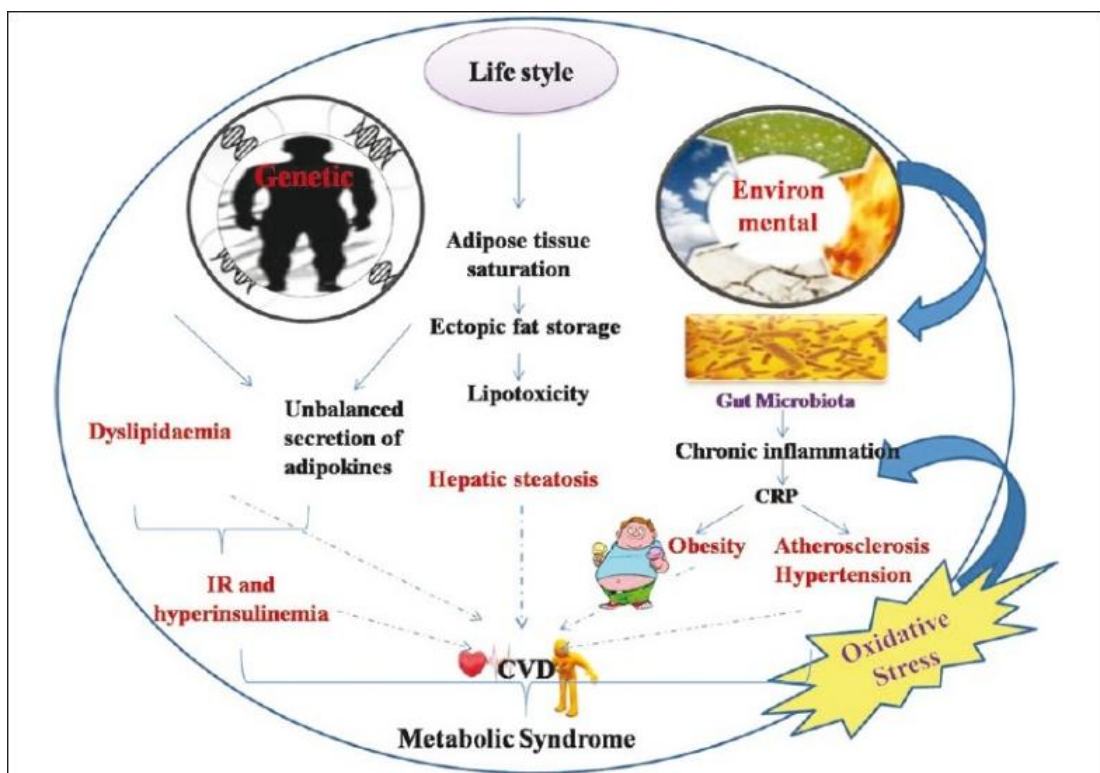 Life style
Genetic
Environ
mental
Adipose tissue
saturation
Ectopic fat storage
Lipotoxicity
Gut Microbiota
Dyslipidaemia
Unbalanced
secretion of
adipokines
Chronic inflammation
Hepatic steatosis
CRP
Obesity
Atherosclerosis
Hypertension
IR and
hyperinsulinemia
Oxidative
Stress
CVD
Metabolic Syndrome